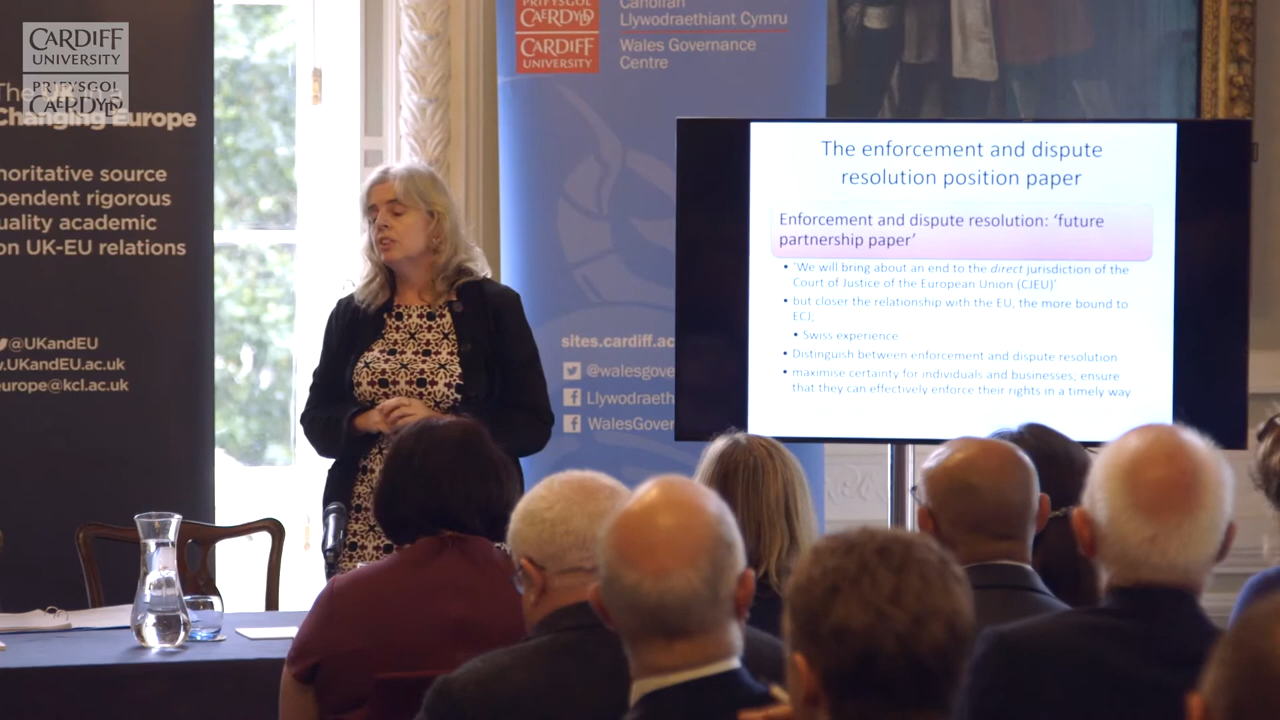 CARDIFF
UNIVERSITY
PRIFYSGOL
CAERDYDD
The
Changing Europe
noritative source
pendent rigorous
uality academic
on UK-EU relations
@UKandEU
.UKandEU.ac.uk
europe@kcl.ac.uk
PRIFYSGOL
CAERDYDD
CARDIFF
UNIVERSITY
Canolfan
Llywodraethiant Cymru
Wales Governance
Centre
sites.cardiff.ac
@walesgove
Llywodraeth
WalesGover
The enforcement and dispute
resolution position paper
Enforcement and dispute resolution: ‘future
partnership paper’
• ‘We will bring about an end to the direct jurisdiction of the
Court of Justice of the European Union (CJEU)’
• but closer the relationship with the EU, the more bound to
ECJ;
• Swiss experience
• Distinguish between enforcement and dispute resolution
• maximise certainty for individuals and businesses; ensure
that they can effectively enforce their rights in a timely way